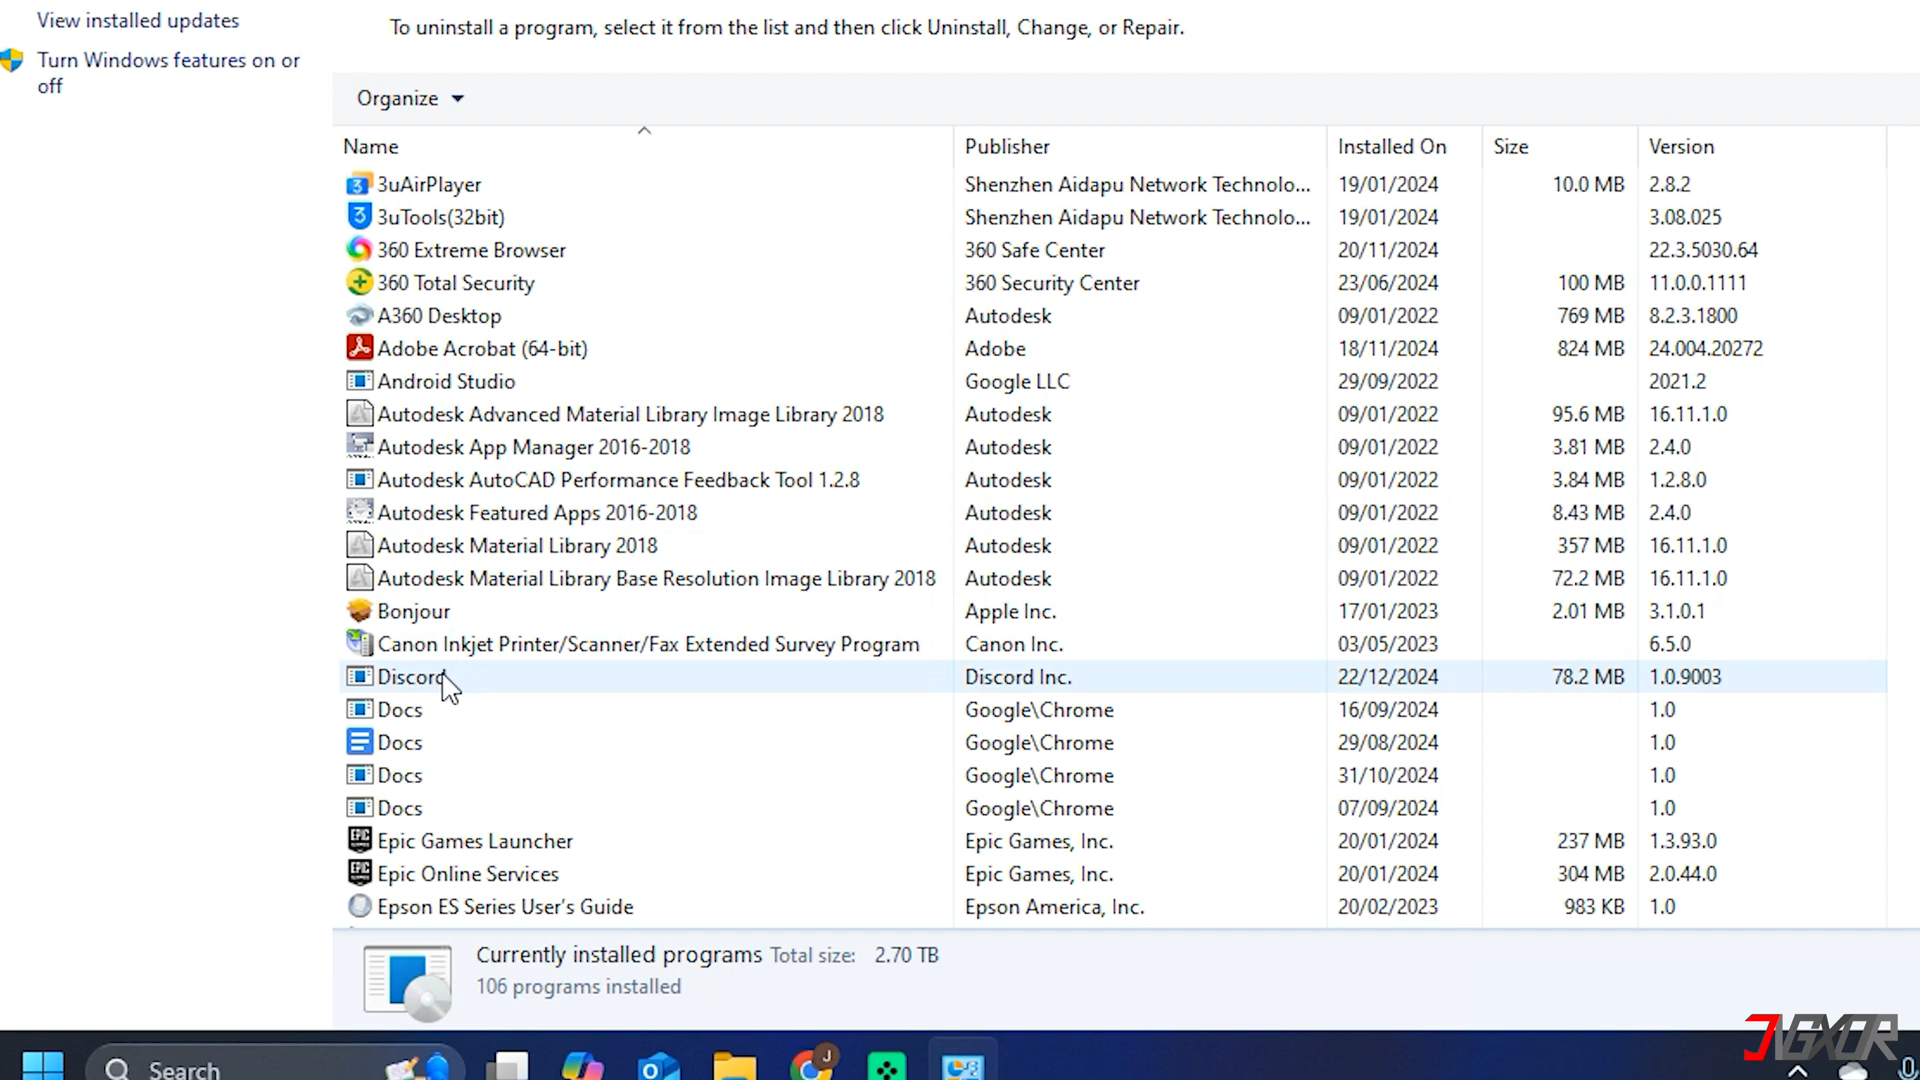 View installed updates
To uninstall a program, select it from the list and then click Uninstall, Change, or Repair.
Turn Windows features on or
off
Organize
Name Publisher Installed On Size Version
3uAirPlayer Shenzhen Aidapu Network Technolo... 19/01/2024 10.0 MB 2.8.2
3uTools(32bit) Shenzhen Aidapu Network Technolo... 19/01/2024 3.08.025
360 Extreme Browser 360 Safe Center 20/11/2024 22.3.5030.64
360 Total Security 360 Security Center 23/06/2024 100 MB 11.0.0.1111
A360 Desktop Autodesk 09/01/2022 769 MB 8.2.3.1800
Adobe Acrobat (64-bit) Adobe 18/11/2024 824 MB 24.004.20272
Android Studio Google LLC 29/09/2022 2021.2
Autodesk Advanced Material Library Image Library 2018 Autodesk 09/01/2022 95.6 MB 16.11.1.0
Autodesk App Manager 2016-2018 Autodesk 09/01/2022 3.81 MB 2.4.0
Autodesk AutoCAD Performance Feedback Tool 1.2.8 Autodesk 09/01/2022 3.84 MB 1.2.8.0
Autodesk Featured Apps 2016-2018 Autodesk 09/01/2022 8.43 MB 2.4.0
Autodesk Material Library 2018 Autodesk 09/01/2022 357 MB 16.11.1.0
Autodesk Material Library Base Resolution Image Library 2018 Autodesk 09/01/2022 72.2 MB 16.11.1.0
Bonjour Apple Inc. 17/01/2023 2.01 MB 3.1.0.1
Canon Inkjet Printer/Scanner/Fax Extended Survey Program Canon Inc. 03/05/2023 6.5.0
Discord Discord Inc. 22/12/2024 78.2 MB 1.0.9003
Docs Google\Chrome 16/09/2024 1.0
Docs Google\Chrome 29/08/2024 1.0
Docs Google\Chrome 31/10/2024 1.0
Docs Google\Chrome 07/09/2024 1.0
Epic Games Launcher Epic Games, Inc. 20/01/2024 237 MB 1.3.93.0
Epic Online Services Epic Games, Inc. 20/01/2024 304 MB 2.0.44.0
Epson ES Series User's Guide Epson America, Inc. 20/02/2023 983 KB 1.0
Currently installed programs Total size: 2.70 TB
106 programs installed
JVGXOR
Search
J